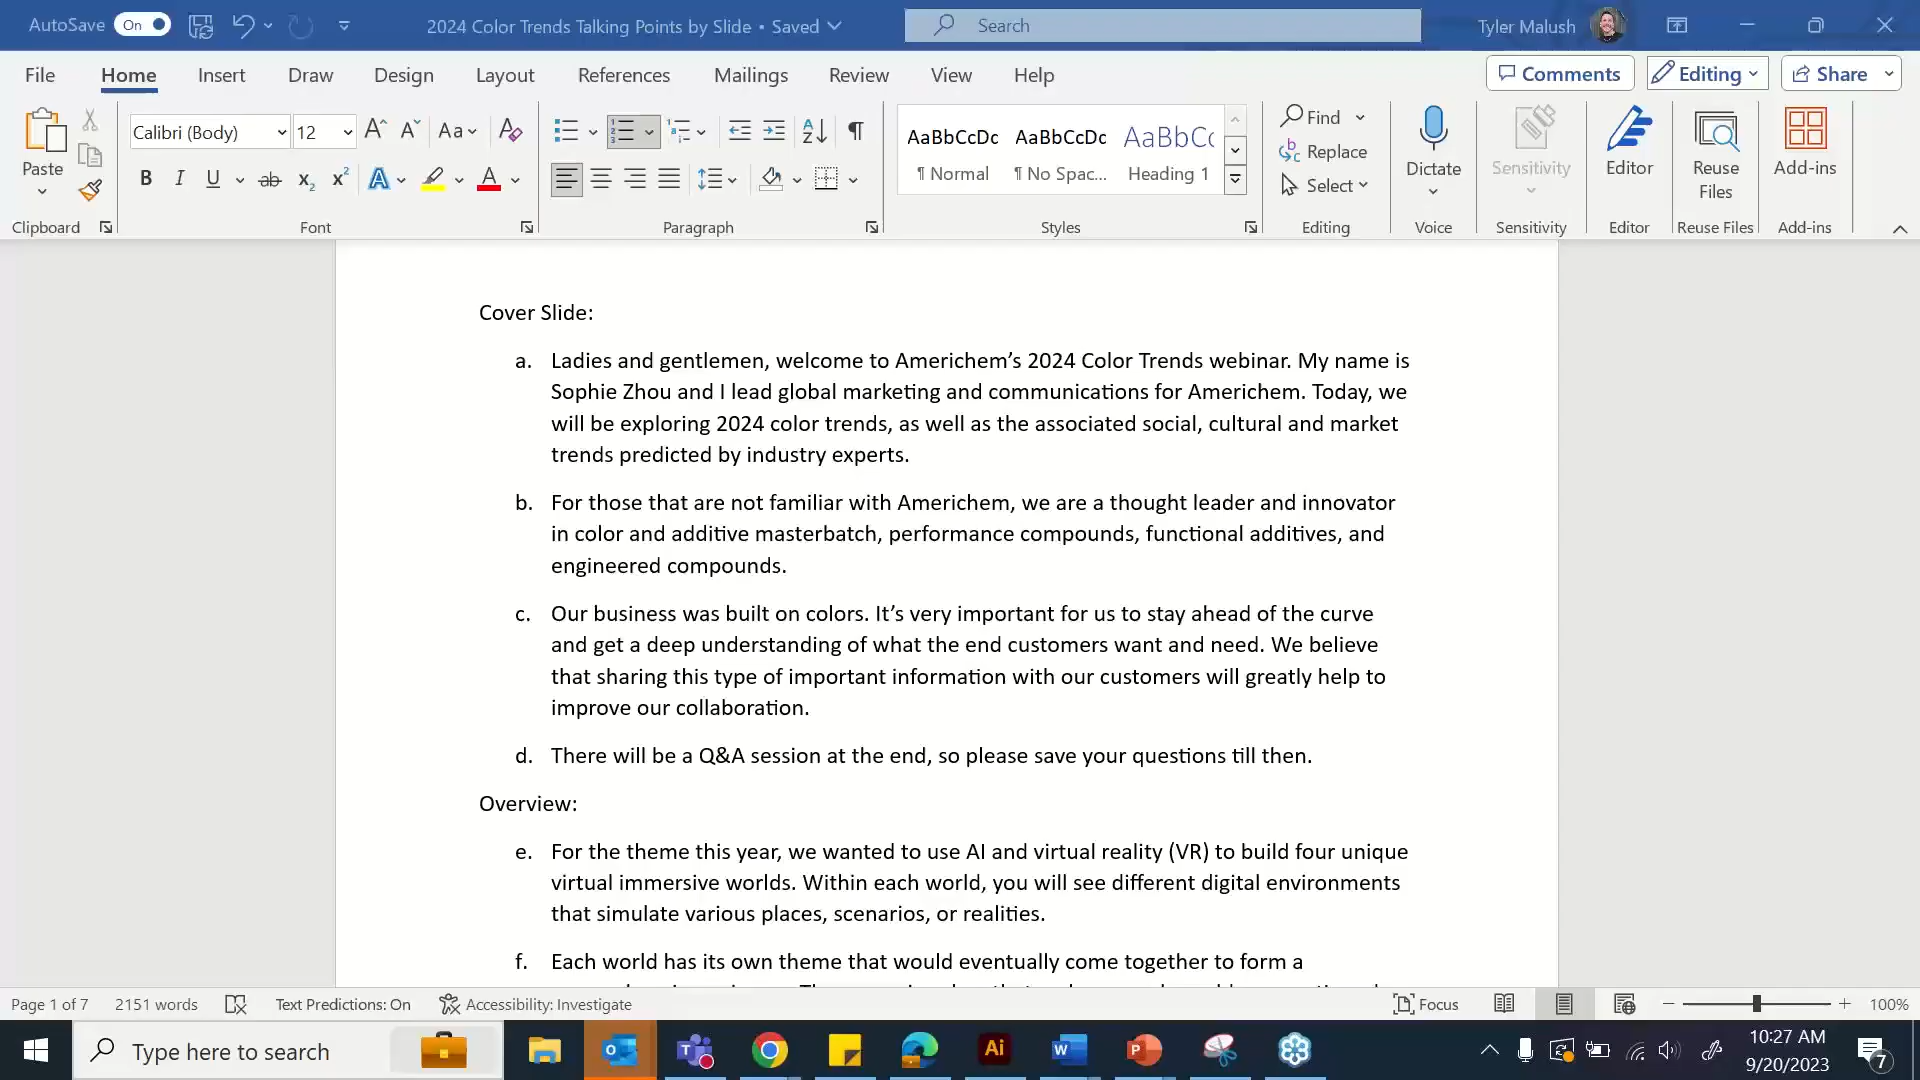 AutoSave On 2024 Color Trends Talking Points by Slide • Saved Search Tyler Malush
File Home Insert Draw Design Layout References Mailings Review View Help Comments Editing Share
Calibri (Body) 12 Aa AaBbCcDc AaBbCcDc AaBbCc Find
Paste Normal No Spac... Heading 1 Replace
B I U ab x₂ x² A A Select Dictate Sensitivity Editor Reuse Files Add-ins
Clipboard Font Paragraph Styles Editing Voice Sensitivity Editor Reuse Files Add-ins
Cover Slide:
a. Ladies and gentlemen, welcome to Americhem’s 2024 Color Trends webinar. My name is
Sophie Zhou and I lead global marketing and communications for Americhem. Today, we
will be exploring 2024 color trends, as well as the associated social, cultural and market
trends predicted by industry experts.
b. For those that are not familiar with Americhem, we are a thought leader and innovator
in color and additive masterbatch, performance compounds, functional additives, and
engineered compounds.
c. Our business was built on colors. It’s very important for us to stay ahead of the curve
and get a deep understanding of what the end customers want and need. We believe
that sharing this type of important information with our customers will greatly help to
improve our collaboration.
d. There will be a Q&A session at the end, so please save your questions till then.
Overview:
e. For the theme this year, we wanted to use AI and virtual reality (VR) to build four unique
virtual immersive worlds. Within each world, you will see different digital environments
that simulate various places, scenarios, or realities.
f. Each world has its own theme that would eventually come together to form a
Page 1 of 7 2151 words Text Predictions: On Accessibility: Investigate Focus 100%
Type here to search 10:27 AM
9/20/2023 7